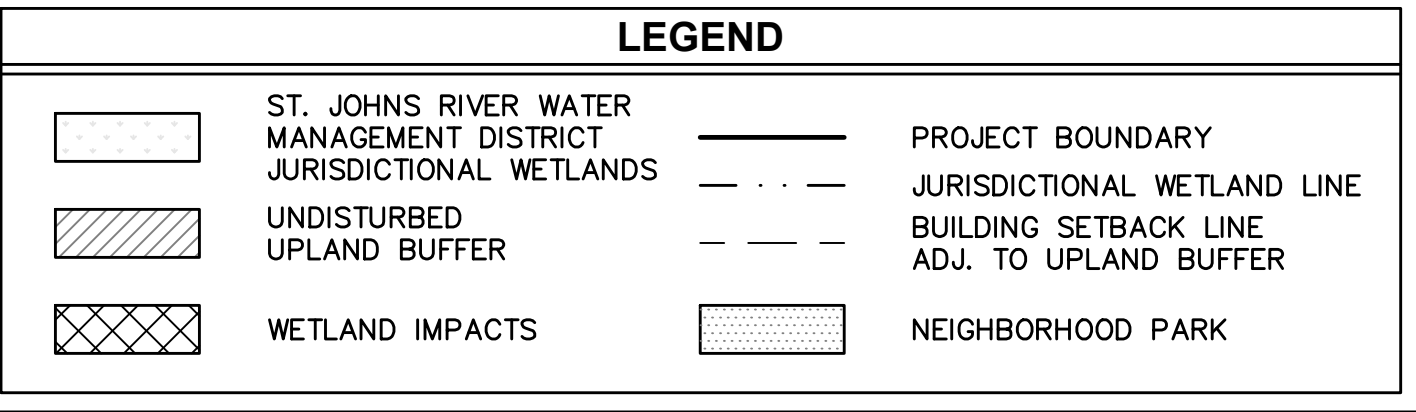 LEGEND
ST. JOHNS RIVER WATER
MANAGEMENT DISTRICT
JURISDICTIONAL WETLANDS
UNDISTURBED
UPLAND BUFFER
WETLAND IMPACTS
PROJECT BOUNDARY
JURISDICTIONAL WETLAND LINE
BUILDING SETBACK LINE
ADJ. TO UPLAND BUFFER
NEIGHBORHOOD PARK